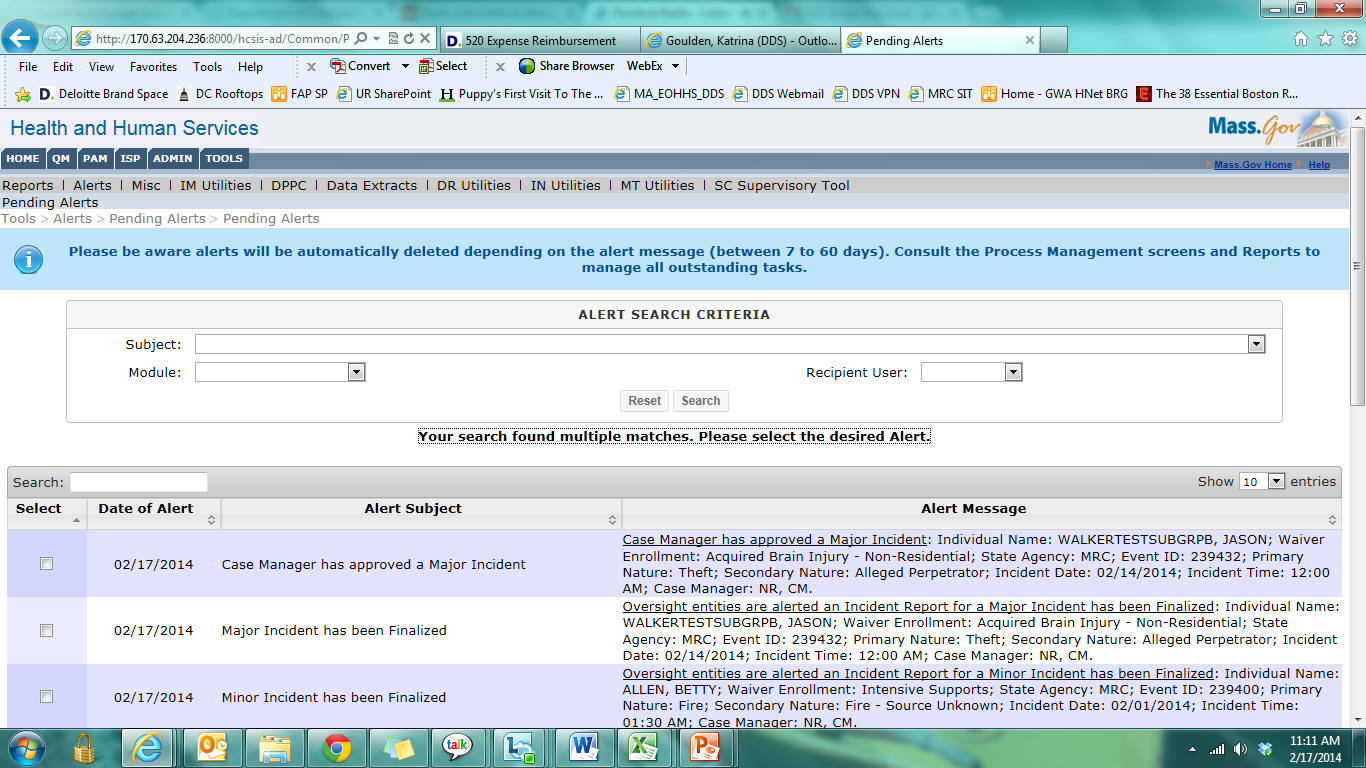 http://170.63.204.236:8000/hcsis-ad/Common/P
520 Expense Reimbursement
Goulden, Katrina (DDS) - Outlo...
Pending Alerts
File Edit View Favorites Tools Help
Convert Select
Share Browser WebEx
Deloitte Brand Space DC Rooftops FAP SP UR SharePoint Puppy's First Visit To The ... MA_EOHHS_DDS DDS Webmail DDS VPN MRC SIT Home - GWA HNet BRG The 38 Essential Boston R...
Health and Human Services
Mass.Gov
HOME QM PAM ISP ADMIN TOOLS
Mass.Gov Home Help
Reports | Alerts | Misc | IM Utilities | DPPC | Data Extracts | DR Utilities | IN Utilities | MT Utilities | SC Supervisory Tool
Pending Alerts
Tools > Alerts > Pending Alerts > Pending Alerts
Please be aware alerts will be automatically deleted depending on the alert message (between 7 to 60 days). Consult the Process Management screens and Reports to
manage all outstanding tasks.
ALERT SEARCH CRITERIA
Subject:
Module:
Recipient User:
Reset Search
Your search found multiple matches. Please select the desired Alert.
Search:
Show 10 entries
Select Date of Alert Alert Subject Alert Message
02/17/2014 Case Manager has approved a Major Incident
Case Manager has approved a Major Incident: Individual Name: WALKERTESTSUBGRPB, JASON; Waiver
Enrollment: Acquired Brain Injury - Non-Residential; State Agency: MRC; Event ID: 239432; Primary
Nature: Theft; Secondary Nature: Alleged Perpetrator; Incident Date: 02/14/2014; Incident Time: 12:00
AM; Case Manager: NR, CM.
02/17/2014 Major Incident has been Finalized
Oversight entities are alerted an Incident Report for a Major Incident has been Finalized: Individual Name:
WALKERTESTSUBGRPB, JASON; Waiver Enrollment: Acquired Brain Injury - Non-Residential; State
Agency: MRC; Event ID: 239432; Primary Nature: Theft; Secondary Nature: Alleged Perpetrator; Incident
Date: 02/14/2014; Incident Time: 12:00 AM; Case Manager: NR, CM.
02/17/2014 Minor Incident has been Finalized
Oversight entities are alerted an Incident Report for a Minor Incident has been Finalized: Individual Name:
ALLEN, BETTY; Waiver Enrollment: Intensive Supports; State Agency: MRC; Event ID: 239400; Primary
Nature: Fire; Secondary Nature: Fire - Source Unknown; Incident Date: 02/01/2014; Incident Time:
01:30 AM; Case Manager: NR, CM.
talk
11:11 AM
2/17/2014